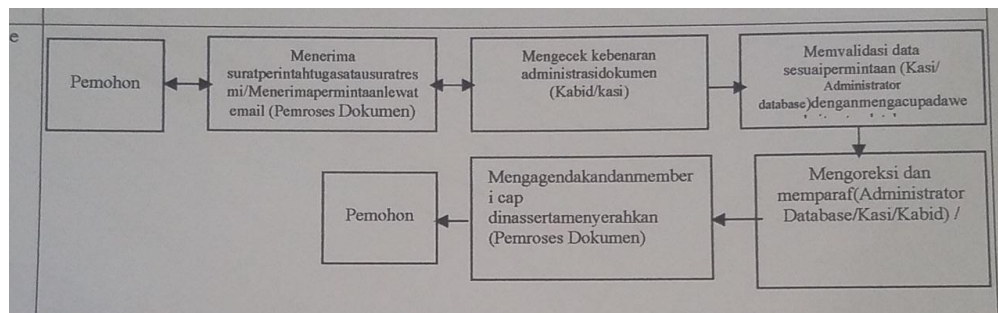 e
Pemohon
Menerima
suratperintahtugasatausuratres
mi/Menerimapermintaanlewat
email (Pemroses Dokumen)
Mengecek kebenaran
administrasidokumen
(Kabid/kasi)
Memvalidasi data
sesuaipermintaan (Kasi/
Administrator
database)denganmengacupadawe
Mengoreksi dan
memparaf(Administrator
Database/Kasi/Kabid) /
Mengagendakandanmember
i cap
dinassertamenyerahkan
(Pemroses Dokumen)
Pemohon